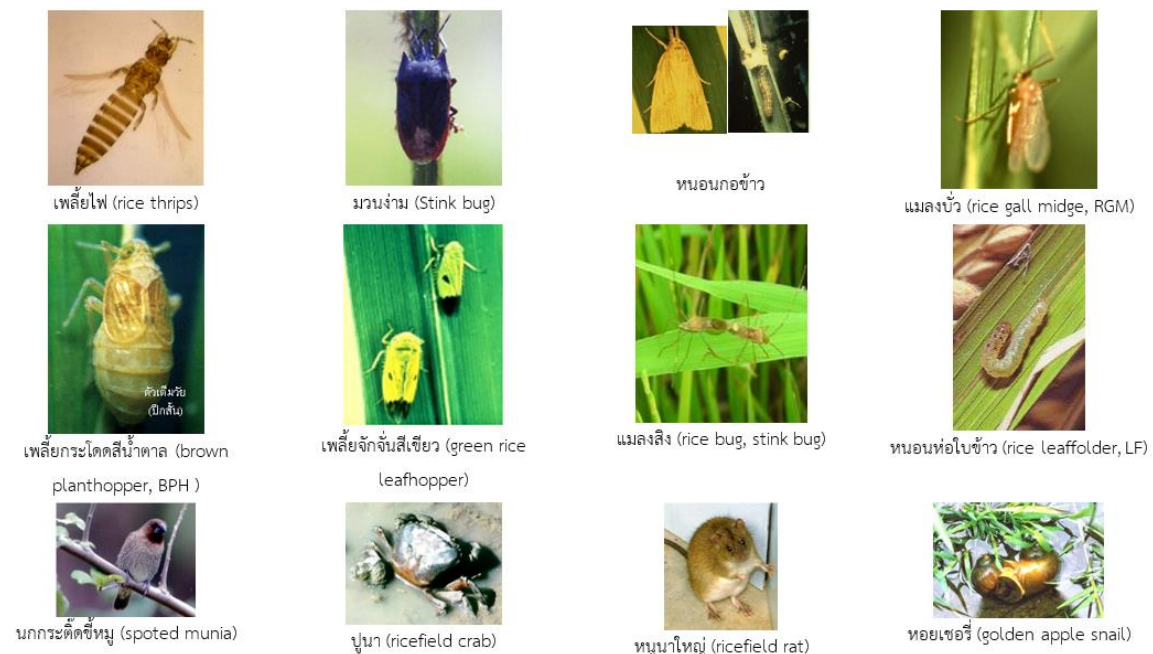 เพลี้ยไฟ (rice thrips)
มวนง่าม (Stink bug)
หนอนกอข้าว
แมลงบั่ว (rice gall midge, RGM)
ตัวเต็มวัย
(ปีกสั้น)
เพลี้ยกระโดดสีน้ำตาล (brown
planthopper, BPH )
เพลี้ยจักจั่นสีเขียว (green rice
leafhopper)
แมลงสิง (rice bug, stink bug)
หนอนห่อใบข้าว (rice leaffolder, LF)
นกกระติ๊ดขี้หมู (spoted munia)
ปูนา (ricefield crab)
หนูนาใหญ่ (ricefield rat)
หอยเชอรี่ (golden apple snail)